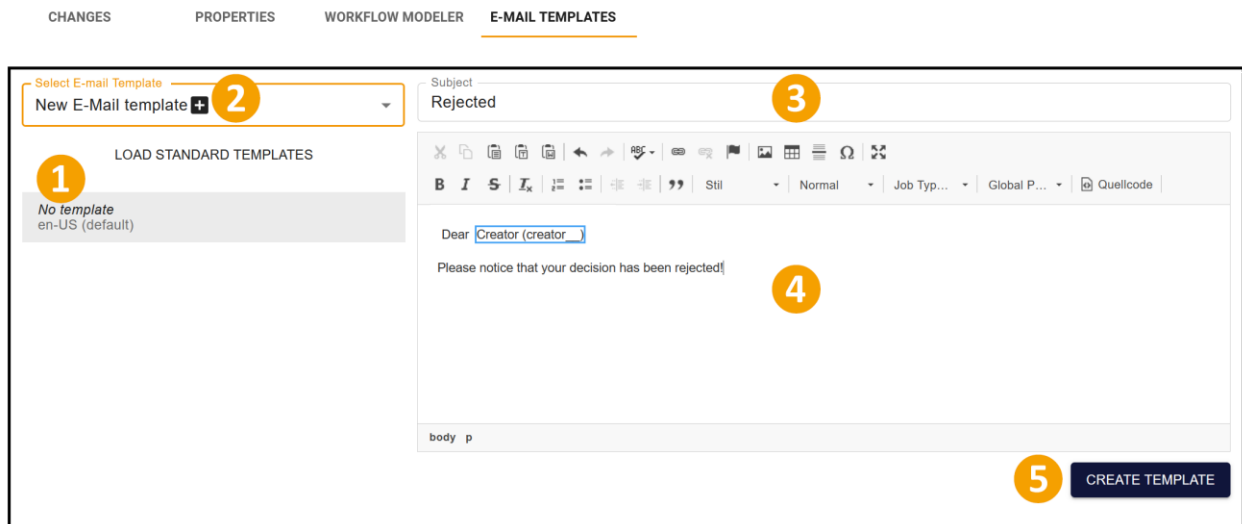 CHANGES PROPERTIES WORKFLOW MODELER E-MAIL TEMPLATES
Select E-mail Template
New E-Mail template
2
Subject
Rejected
3
LOAD STANDARD TEMPLATES
1
No template
en-US (default)
ABC
B I S Ix Stil Normal Job Typ... Global P... Quellcode
Dear Creator (creator__)
Please notice that your decision has been rejected!
4
body p
5
CREATE TEMPLATE